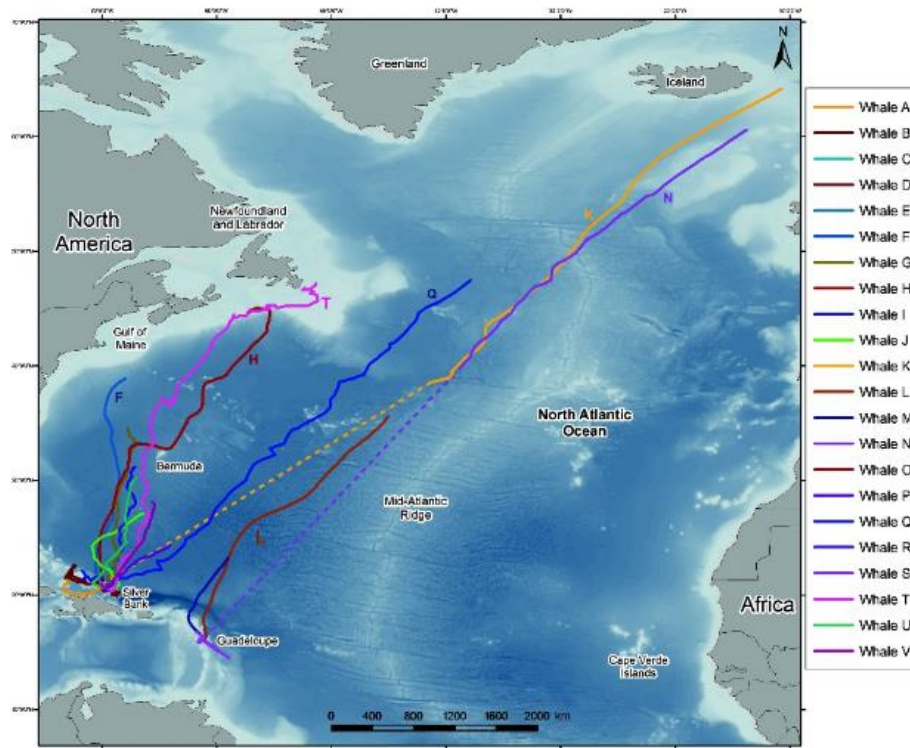 Greenland
Iceland
N
North
America
Newfoundland
and Labrador
K
N
Q
T
Gulf of
Maine
H
F
North Atlantic
Ocean
Bermuda
Mid-Atlantic
Ridge
L
Silver
Bank
Guadeloupe
Africa
Cape Verde
Islands
0 400 800 1200 1600 2000 km
Whale A
Whale B
Whale C
Whale D
Whale E
Whale F
Whale G
Whale H
Whale I
Whale J
Whale K
Whale L
Whale M
Whale N
Whale O
Whale P
Whale Q
Whale R
Whale S
Whale T
Whale U
Whale V